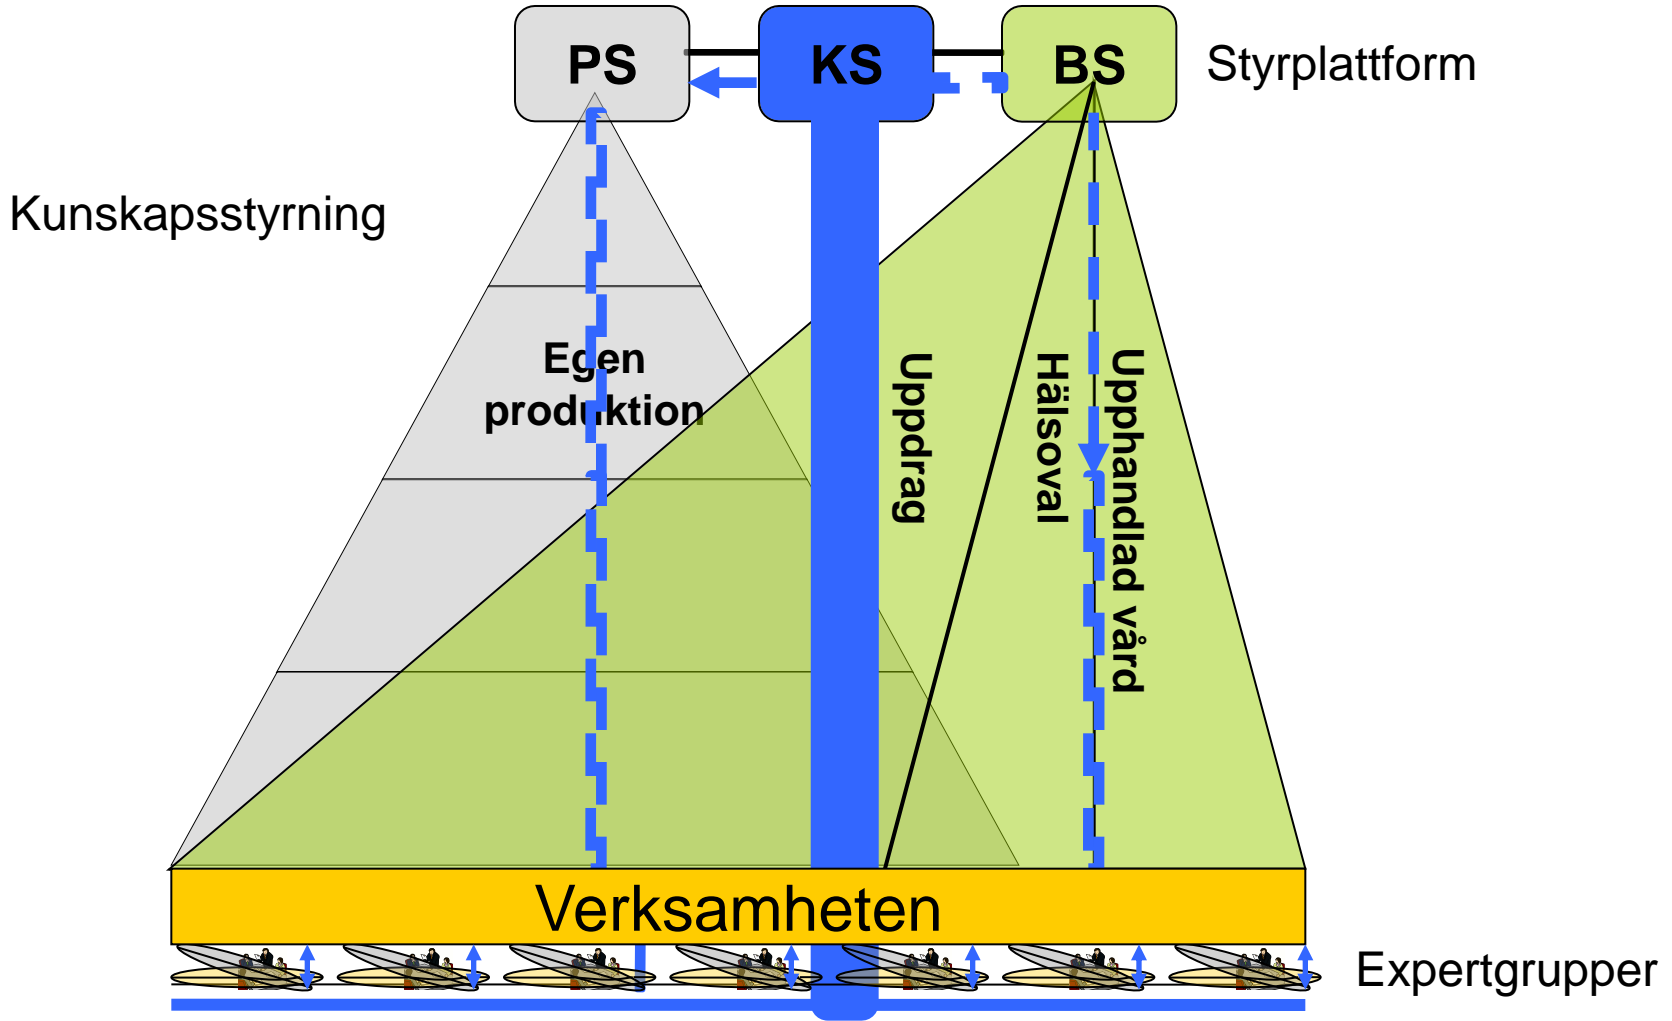 PS
KS
BS
Styrplattform
Kunskapsstyrning
Egen
produktion
Uppdrag
Hälsoval
Upphandlad vård
Verksamheten
Expertgrupper